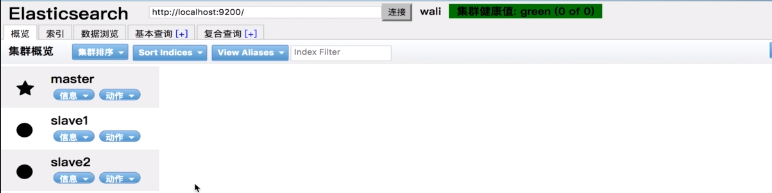 Elasticsearch http://localhost:9200/ 连接 wali 集群健康值: green (0 of 0)
概览 索引 数据浏览 基本查询 [+] 复合查询 [+]
集群概览 集群排序 Sort Indices View Aliases Index Filter
master
信息 动作
slave1
信息 动作
slave2
信息 动作